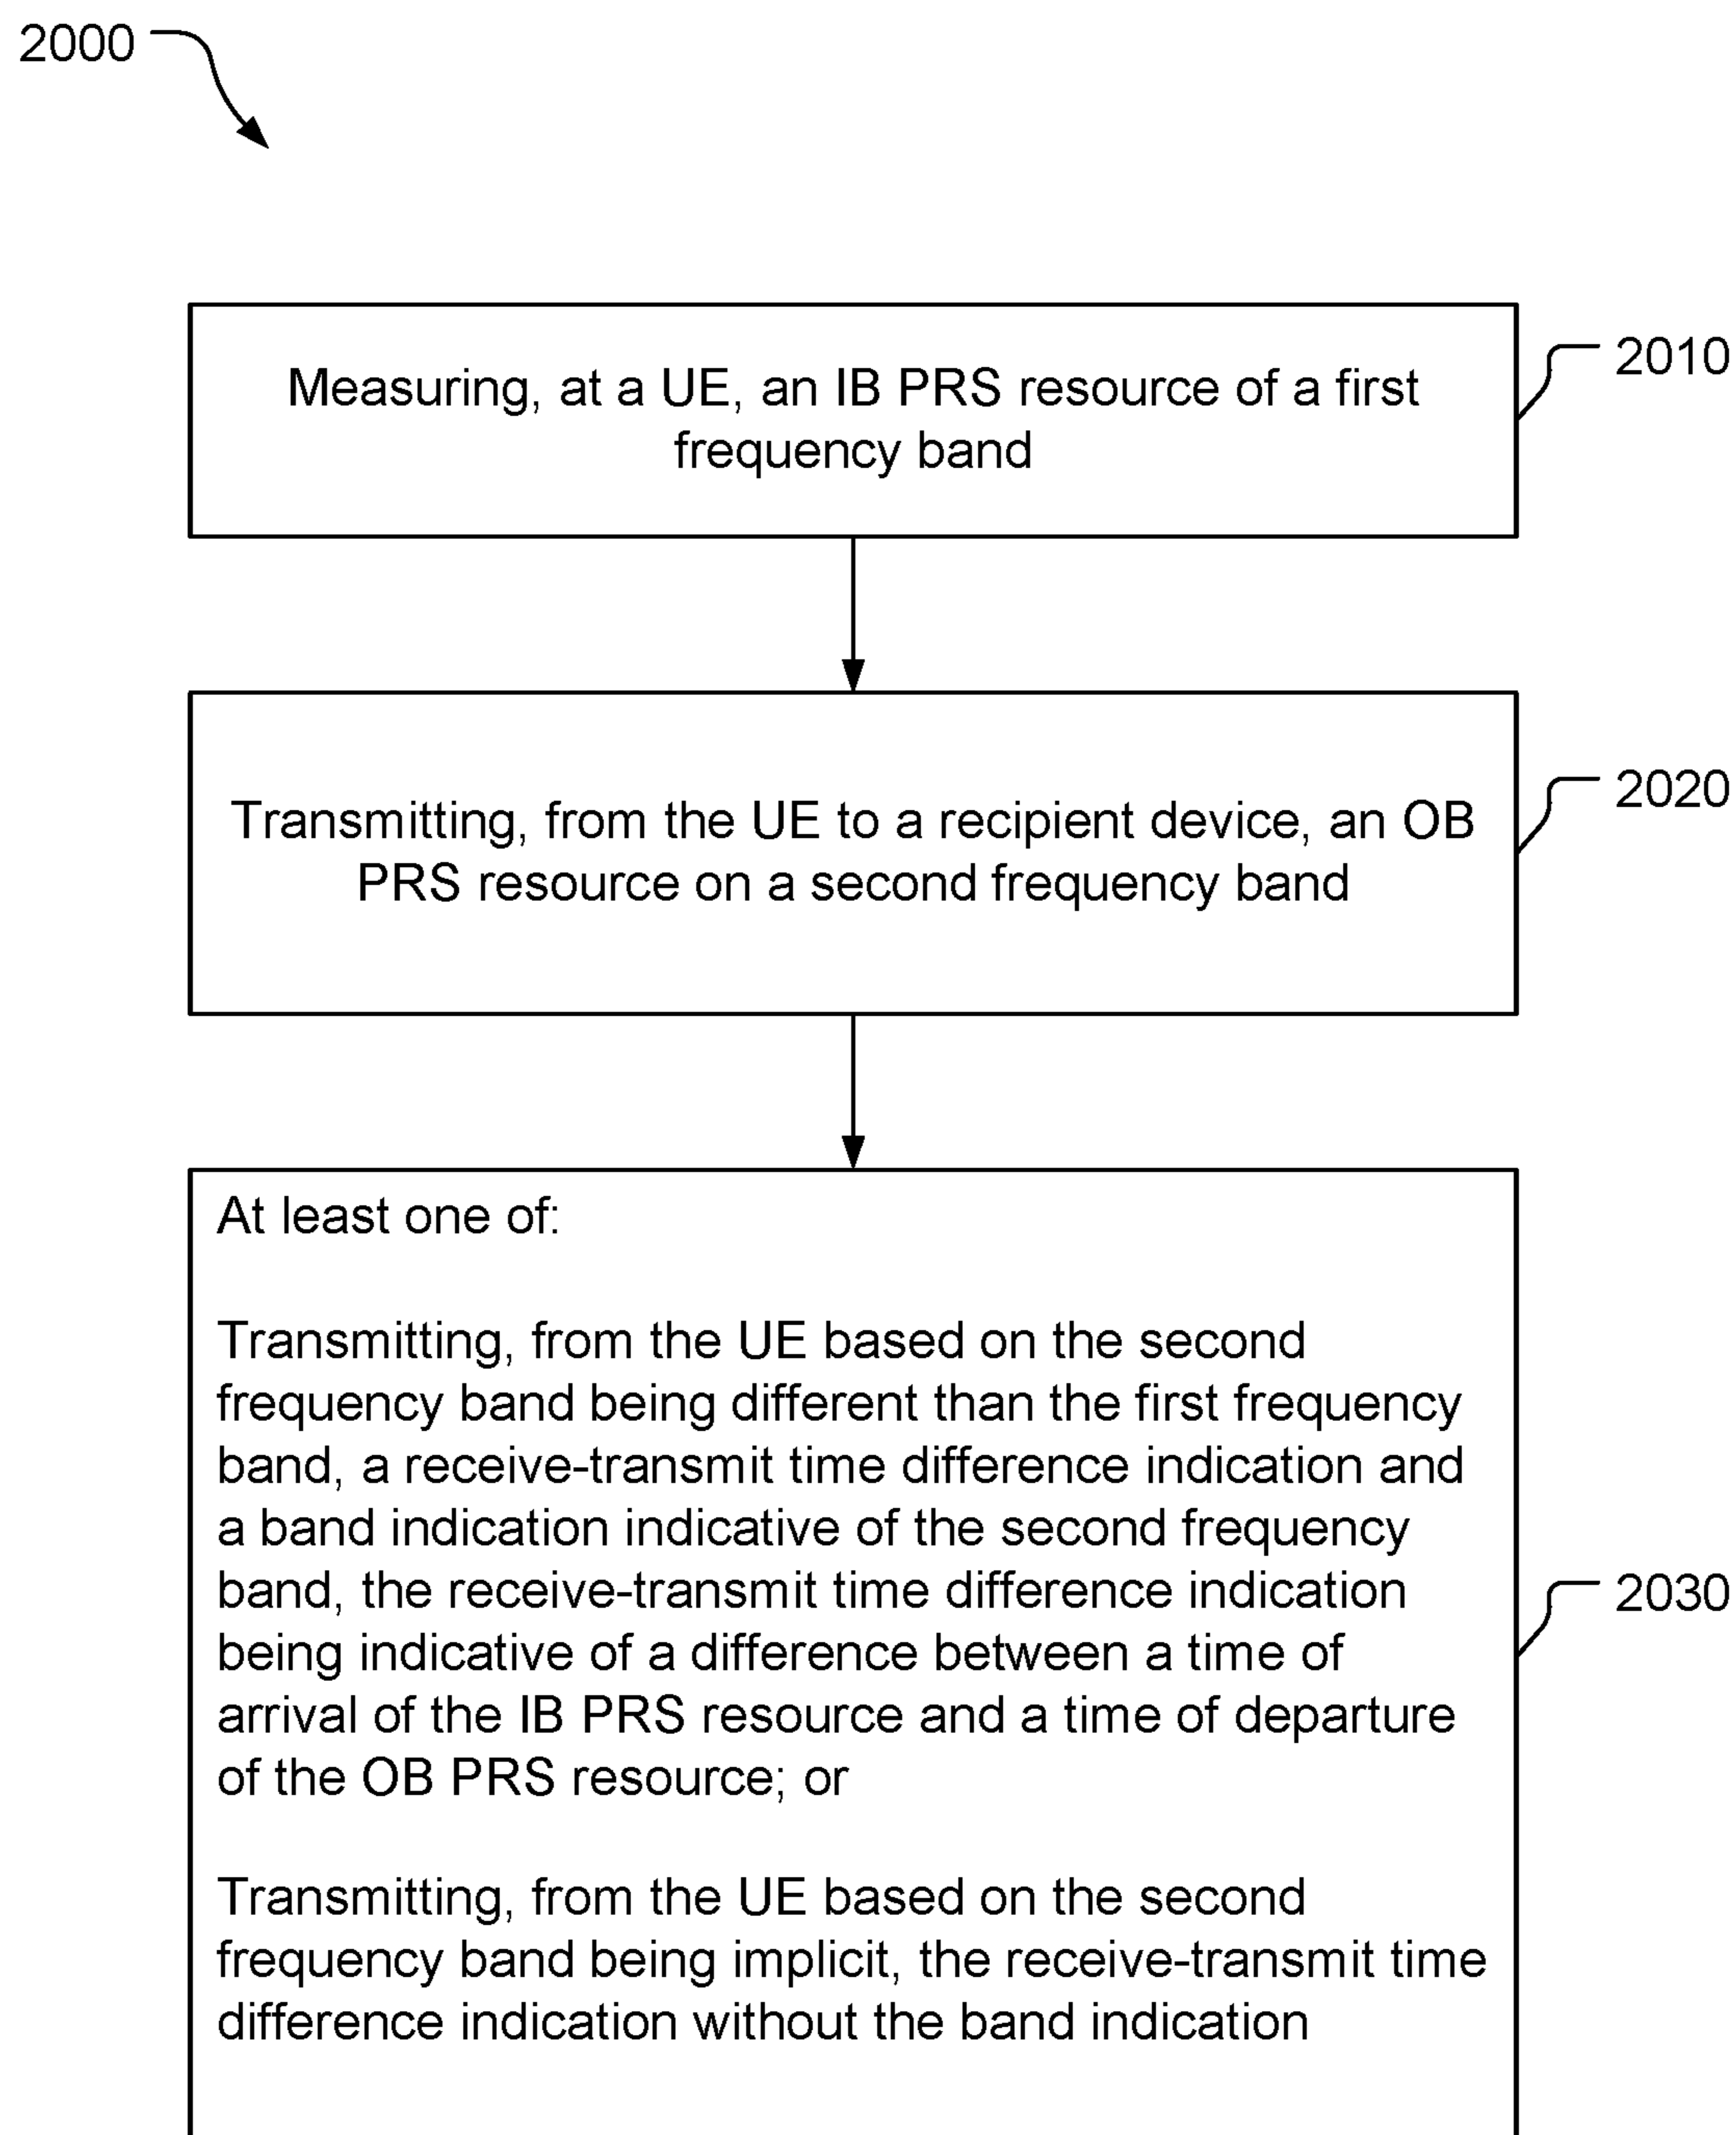 2000
Measuring, at a UE, an IB PRS resource of a first
frequency band
2010
Transmitting, from the UE to a recipient device, an OB
PRS resource on a second frequency band
2020
At least one of:
Transmitting, from the UE based on the second
frequency band being different than the first frequency
band, a receive-transmit time difference indication and
a band indication indicative of the second frequency
band, the receive-transmit time difference indication
being indicative of a difference between a time of
arrival of the IB PRS resource and a time of departure
of the OB PRS resource; or
Transmitting, from the UE based on the second
frequency band being implicit, the receive-transmit time
difference indication without the band indication
2030